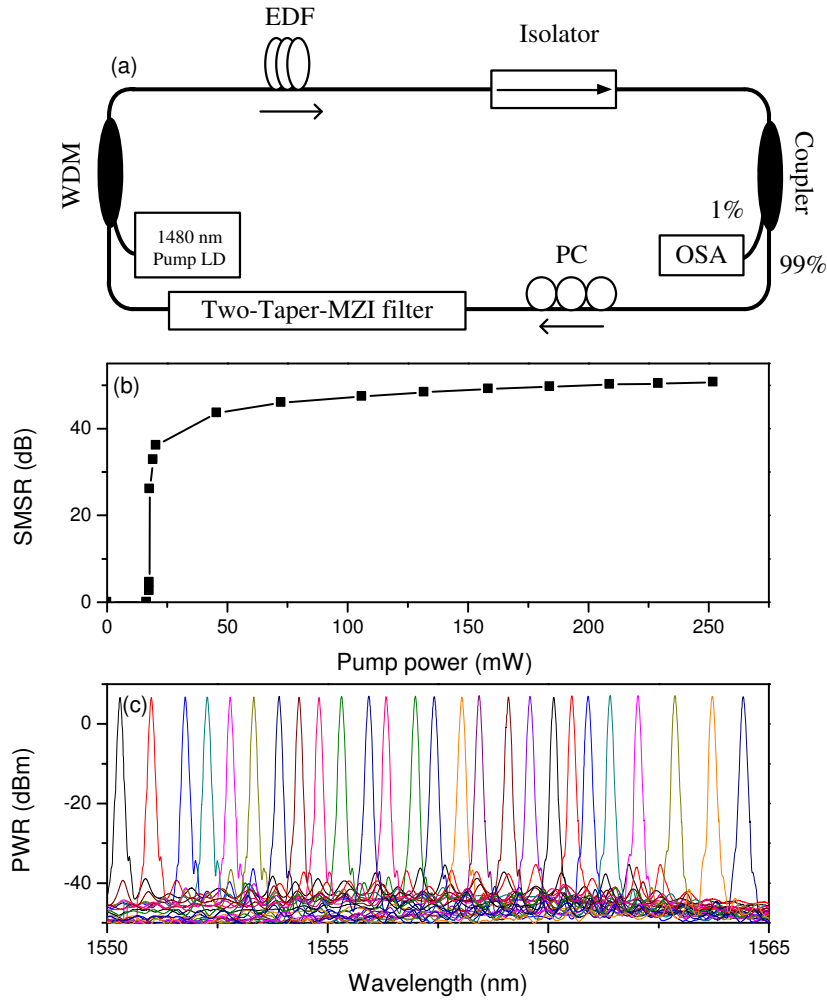 EDF
Isolator
(a)
WDM
Coupler
1480 nm
Pump LD
1%
OSA
99%
PC
Two-Taper-MZI filter
(b)
SMSR (dB)
40
20
0
0 50 100 150 200 250
Pump power (mW)
(c)
PWR (dBm)
0
-20
-40
1550 1555 1560 1565
Wavelength (nm)